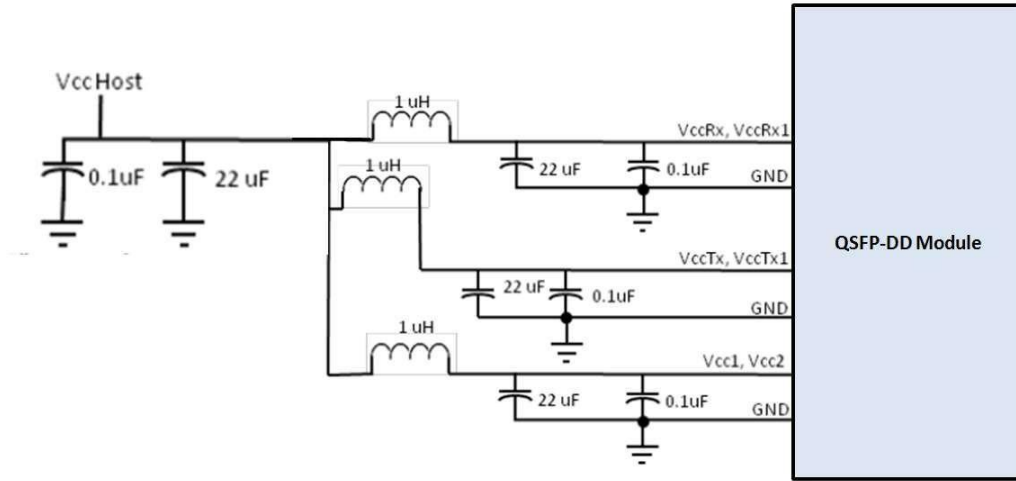 VccHost
0.1uF
22 uF
1 uH
VccRx, VccRx1
22 uF
0.1uF
GND
1 uH
QSFP-DD Module
VccTx, VccTx1
22 uF
0.1uF
GND
1 uH
Vcc1, Vcc2
22 uF
0.1uF
GND